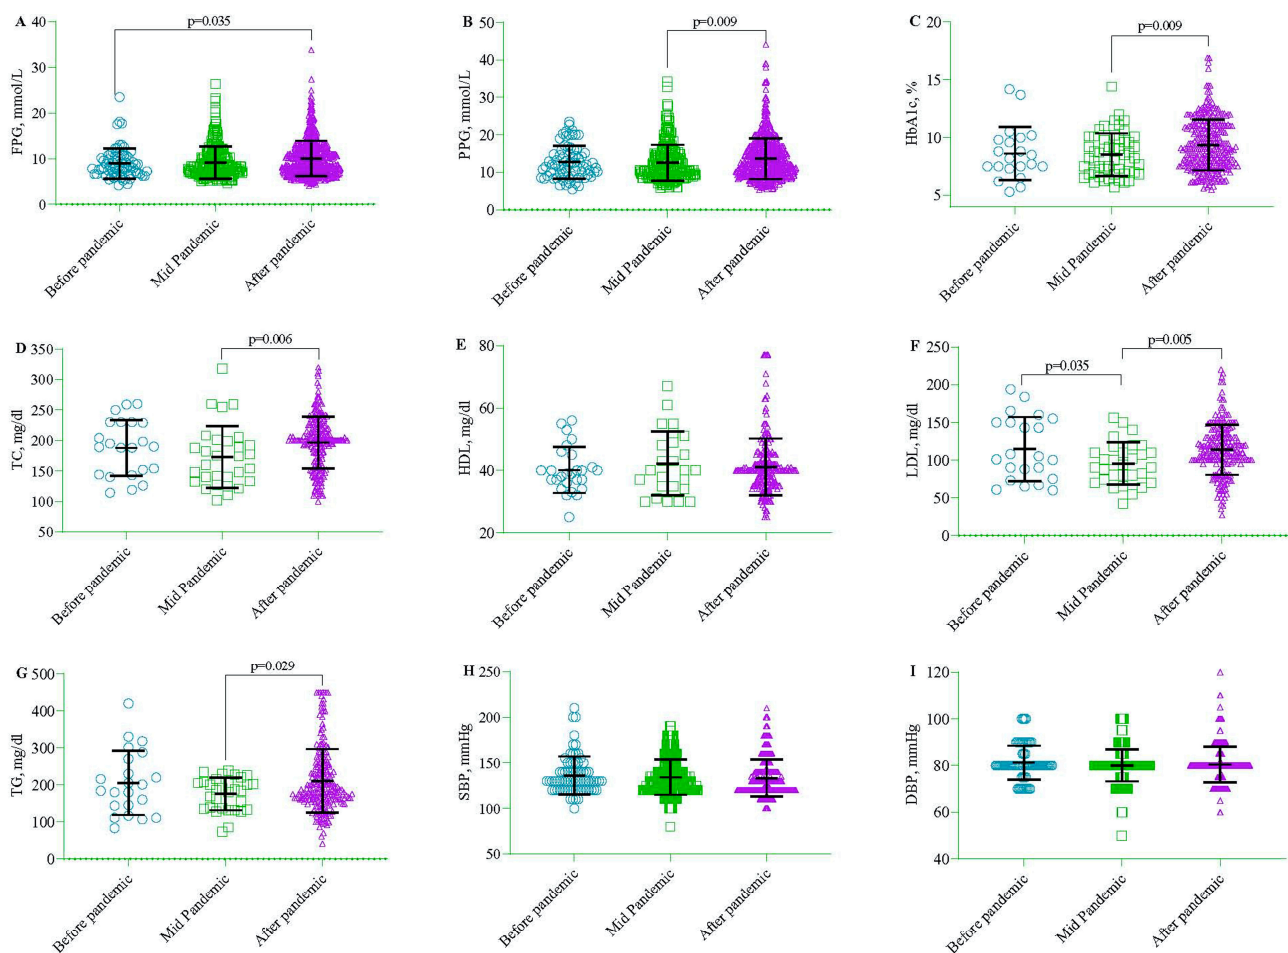 A
FPG, mmol/L
40
30
20
10
0
p=0.035
Before pandemic
Mid Pandemic
After pandemic
B
PPG, mmol/L
50
40
30
20
10
0
p=0.009
Before pandemic
Mid Pandemic
After pandemic
C
HbA1c, %
20
15
10
5
p=0.009
Before pandemic
Mid Pandemic
After pandemic
D
TC, mg/dl
350
300
250
200
150
100
50
p=0.006
Before pandemic
Mid Pandemic
After pandemic
E
HDL, mg/dl
80
60
40
20
Before pandemic
Mid Pandemic
After pandemic
F
LDL, mg/dl
250
200
150
100
50
0
p=0.035
p=0.005
Before pandemic
Mid Pandemic
After pandemic
G
TG, mg/dl
500
400
300
200
100
0
p=0.029
Before pandemic
Mid Pandemic
After pandemic
H
SBP, mmHg
250
200
150
100
50
Before pandemic
Mid Pandemic
After pandemic
I
DBP, mmHg
120
100
80
60
40
Before pandemic
Mid Pandemic
After pandemic